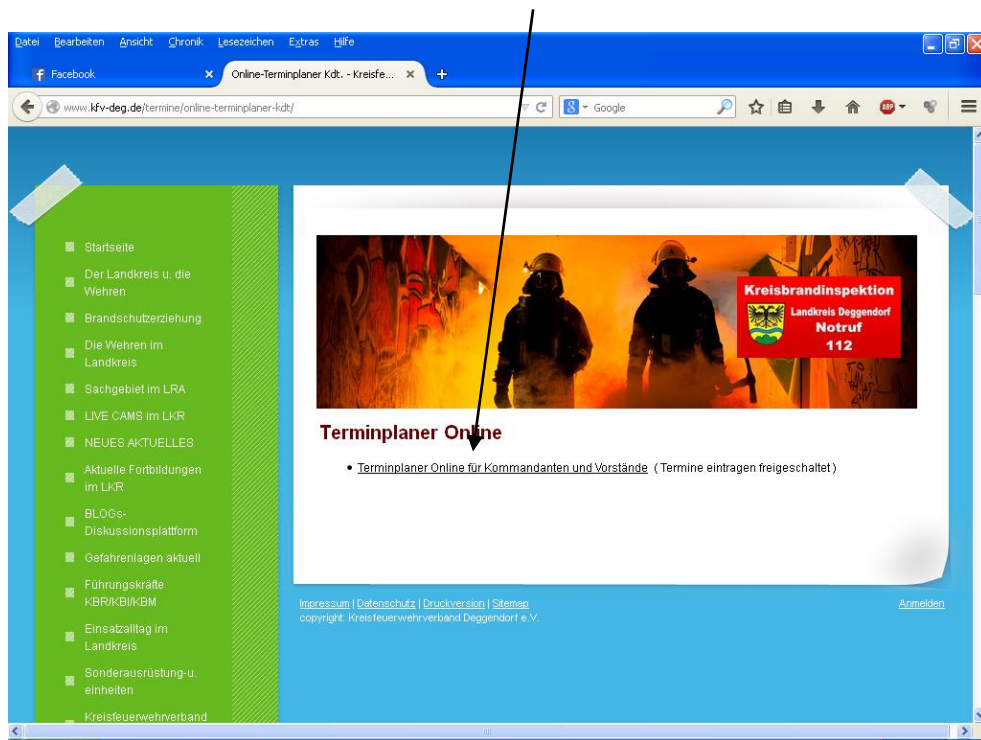 Datei Bearbeiten Ansicht Chronik Lesezeichen Extras Hilfe
Facebook
Online-Terminplaner Kdt. - Kreisfe...
www.kfv-deg.de/termine/online-terminplaner-kdt/
Google
ABP
Startseite
Der Landkreis u. die
Wehren
Brandschutzerziehung
Die Wehren im
Landkreis
Sachgebiet im LRA
LIVE CAMS im LKR
NEUES AKTUELLES
Aktuelle Fortbildungen
im LKR
BLOGs-
Diskussionsplattform
Gefahrenlagen aktuell
Führungskräfte
KBR/KBI/KBM
Einsatzalltag im
Landkreis
Sonderausrüstung-u.
einheiten
Kreisfeuerwehrverband
Kreisbrandinspektion
Landkreis Deggendorf
Notruf
112
Terminplaner Online
Terminplaner Online für Kommandanten und Vorstände (Termine eintragen freigeschaltet)
Impressum | Datenschutz | Druckversion | Sitemap
Anmelden
copyright: Kreisfeuerwehrverband Deggendorf e.V.